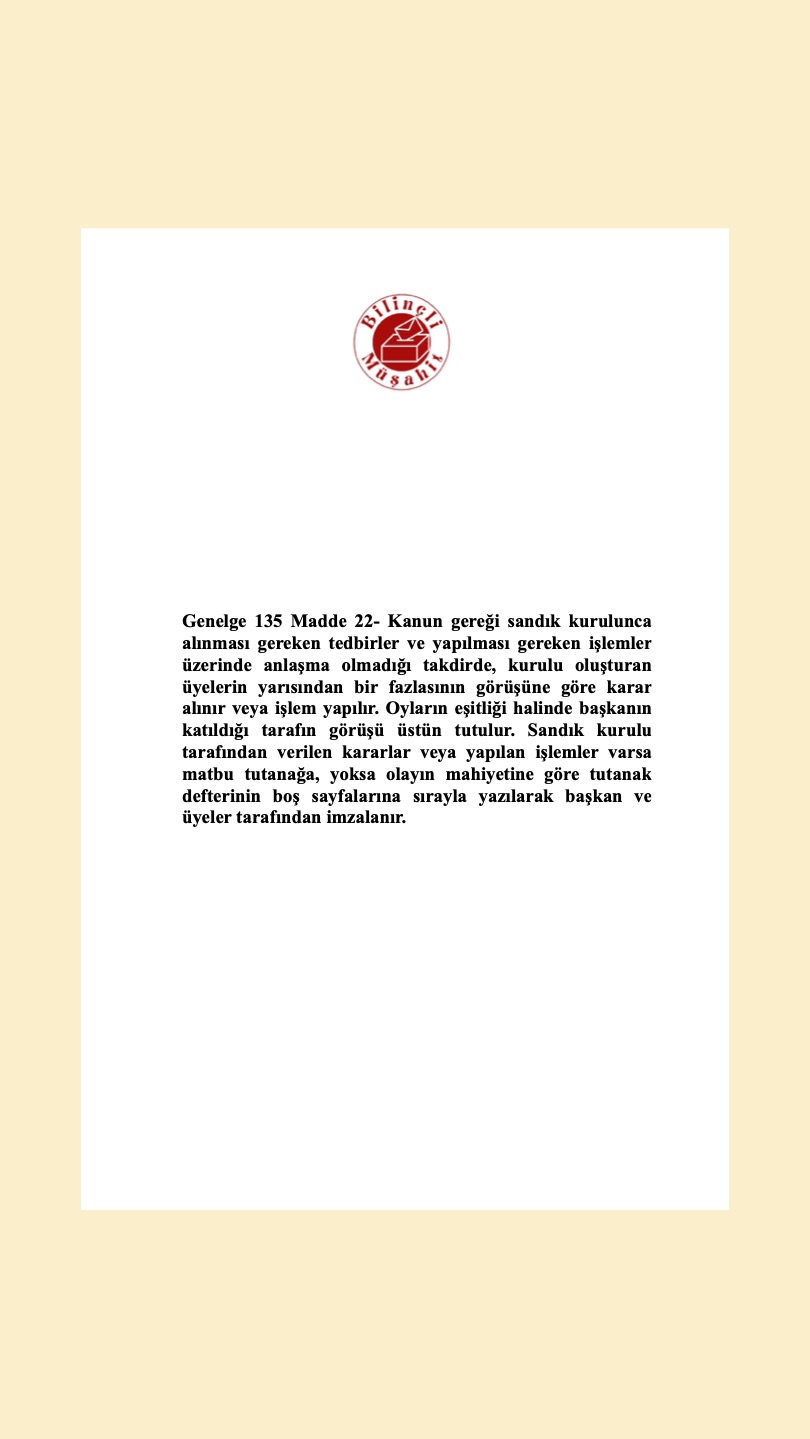 Bilinçli
Müşahit
Genelge 135 Madde 22- Kanun gereği sandık kurulunca
alınması gereken tedbirler ve yapılması gereken işlemler
üzerinde anlaşma olmadığı takdirde, kurulu oluşturan
üyelerin yarısından bir fazlasının görüşüne göre karar
alınır veya işlem yapılır. Oyların eşitliği halinde başkanın
katıldığı tarafın görüşü üstün tutulur. Sandık kurulu
tarafından verilen kararlar veya yapılan işlemler varsa
matbu tutanağa, yoksa olayın mahiyetine göre tutanak
defterinin boş sayfalarına sırayla yazılarak başkan ve
üyeler tarafından imzalanır.